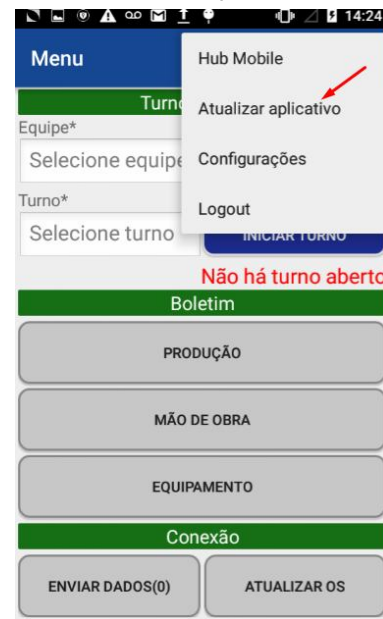 14:24
Menu
Hub Mobile
Atualizar aplicativo
Configurações
Logout
Turno
Equipe*
Selecione equipe
Turno*
Selecione turno
INICIAR TURNO
Não há turno aberto
Boletim
PRODUÇÃO
MÃO DE OBRA
EQUIPAMENTO
Conexão
ENVIAR DADOS(0)
ATUALIZAR OS